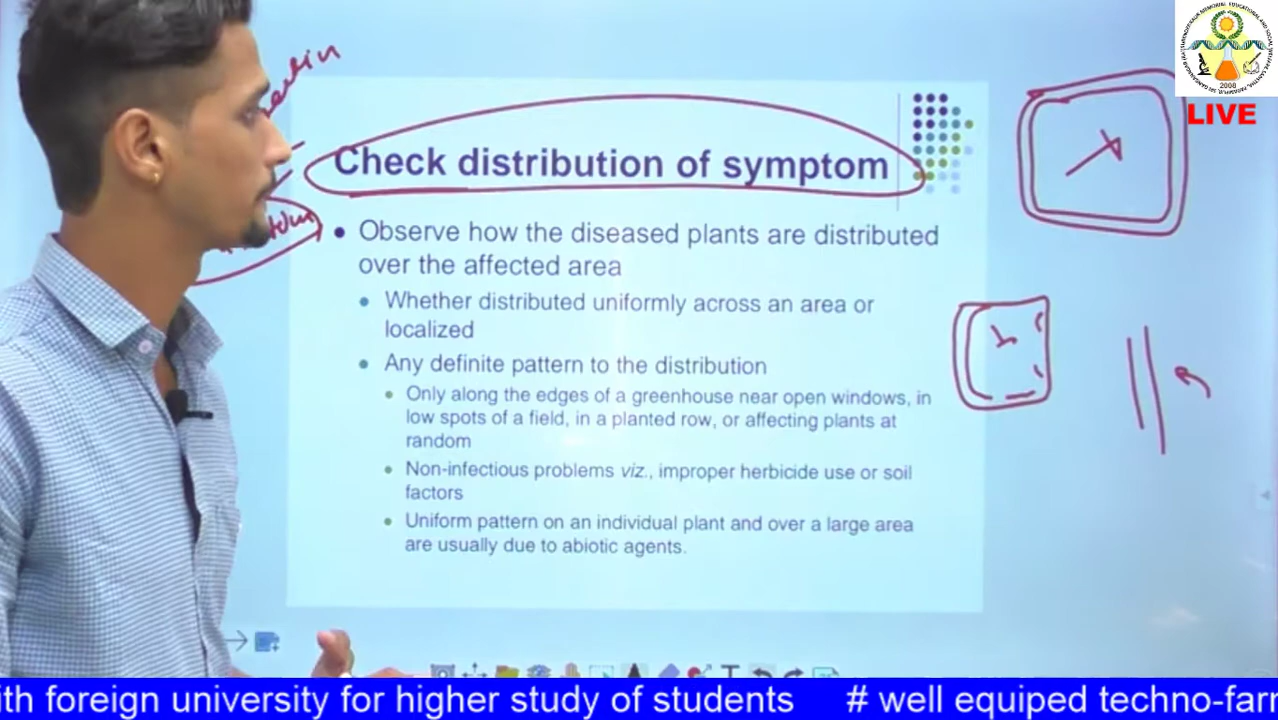 LIVE
Check distribution of symptom
Observe how the diseased plants are distributed
over the affected area
Whether distributed uniformly across an area or
localized
Any definite pattern to the distribution
Only along the edges of a greenhouse near open windows, in
low spots of a field, in a planted row, or affecting plants at
random
Non-infectious problems viz., improper herbicide use or soil
factors
Uniform pattern on an individual plant and over a large area
are usually due to abiotic agents.
ith foreign university for higher study of students # well equiped techno-farm
2008